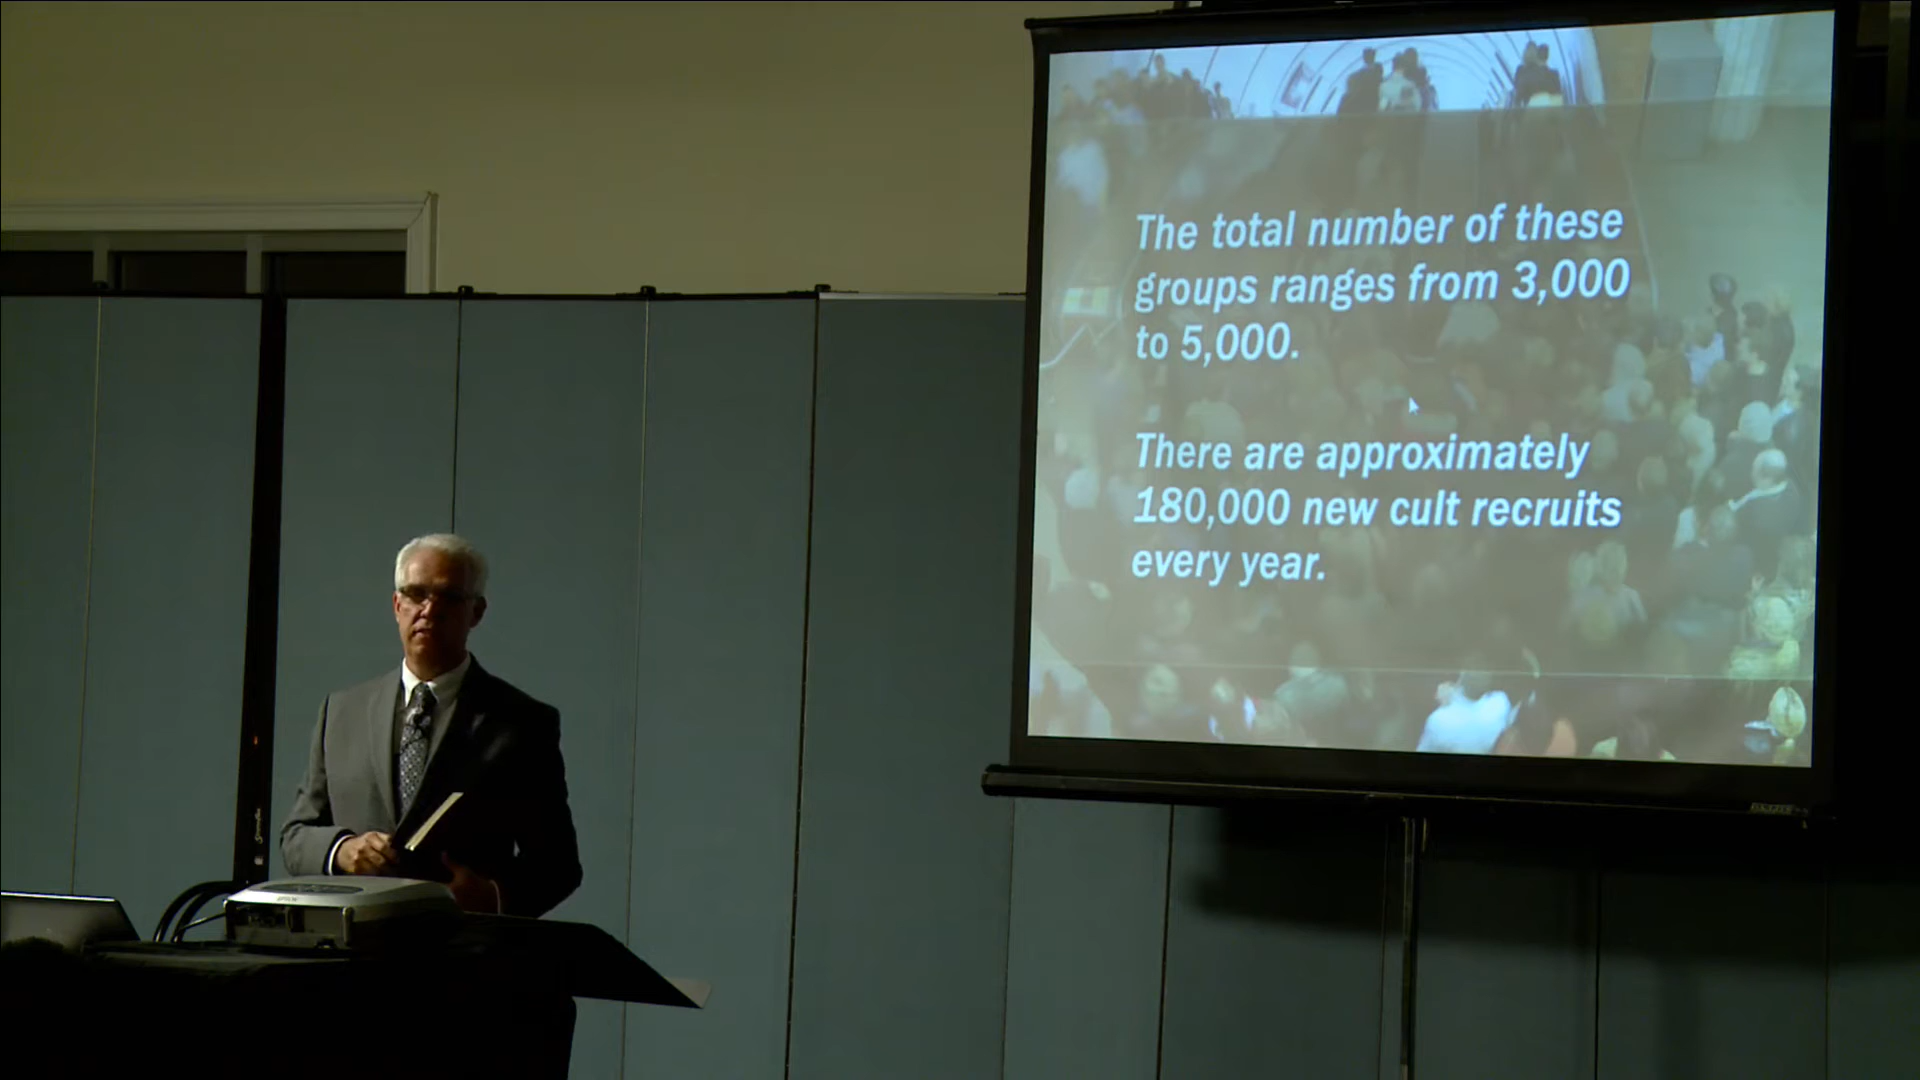 The total number of these
groups ranges from 3,000
to 5,000.
There are approximately
180,000 new cult recruits
every year.
EPSON